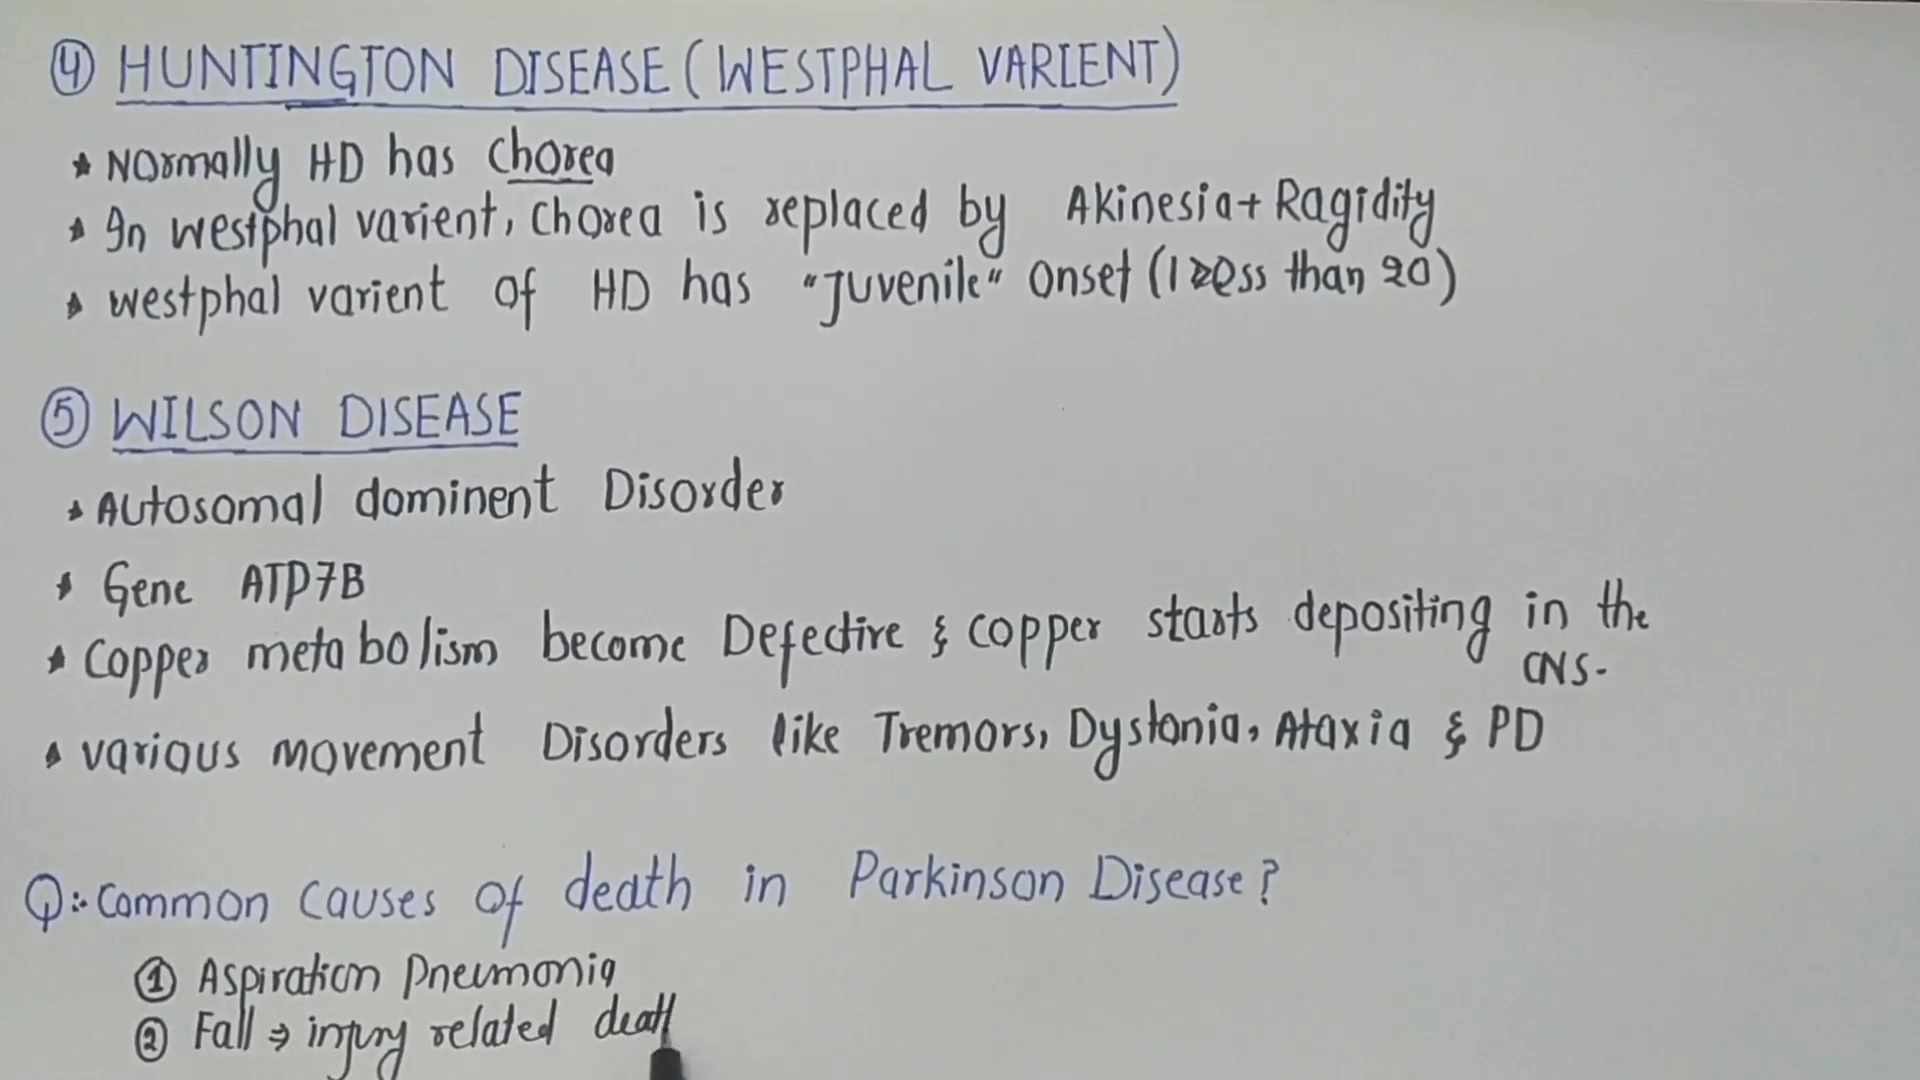 ④ HUNTINGTON DISEASE (WESTPHAL VARIENT)
* Normally HD has chorea
* In westphal varient, chorea is replaced by Akinesia + Ragidity
* westphal varient of HD has "Juvenile" onset ( less than 20)
⑤ WILSON DISEASE
* Autosomal dominent Disorder
* Gene ATP7B
* Copper metabolism become Defective & copper starts depositing in the
CNS.
* various movement Disorders like Tremors, Dystonia, Ataxia & PD
Q:- Common causes of death in Parkinson Disease?
① Aspiration Pneumonia
② Fall → injury related death